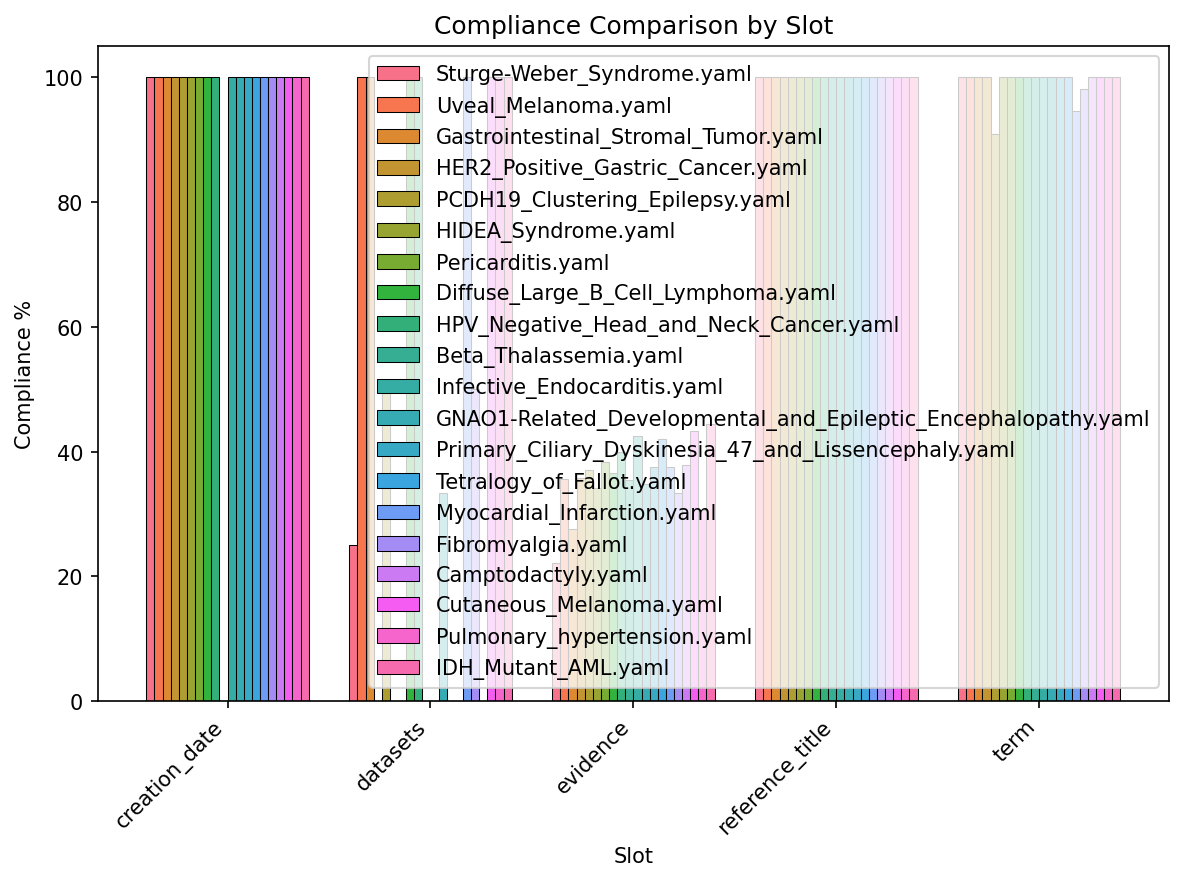 Compliance Comparison by Slot
Compliance %
100
80
60
40
20
0
Sturge-Weber_Syndrome.yaml
Uveal_Melanoma.yaml
Gastrointestinal_Stromal_Tumor.yaml
HER2_Positive_Gastric_Cancer.yaml
PCDH19_Clustering_Epilepsy.yaml
HIDEA_Syndrome.yaml
Pericarditis.yaml
Diffuse_Large_B_Cell_Lymphoma.yaml
HPV_Negative_Head_and_Neck_Cancer.yaml
Beta_Thalassemia.yaml
Infective_Endocarditis.yaml
GNAO1-Related_Developmental_and_Epileptic_Encephalopathy.yaml
Primary_Ciliary_Dyskinesia_47_and_Lissencephaly.yaml
Tetralogy_of_Fallot.yaml
Myocardial_Infarction.yaml
Fibromyalgia.yaml
Camptodactyly.yaml
Cutaneous_Melanoma.yaml
Pulmonary_hypertension.yaml
IDH_Mutant_AML.yaml
creation_date
datasets
evidence
reference_title
term
Slot